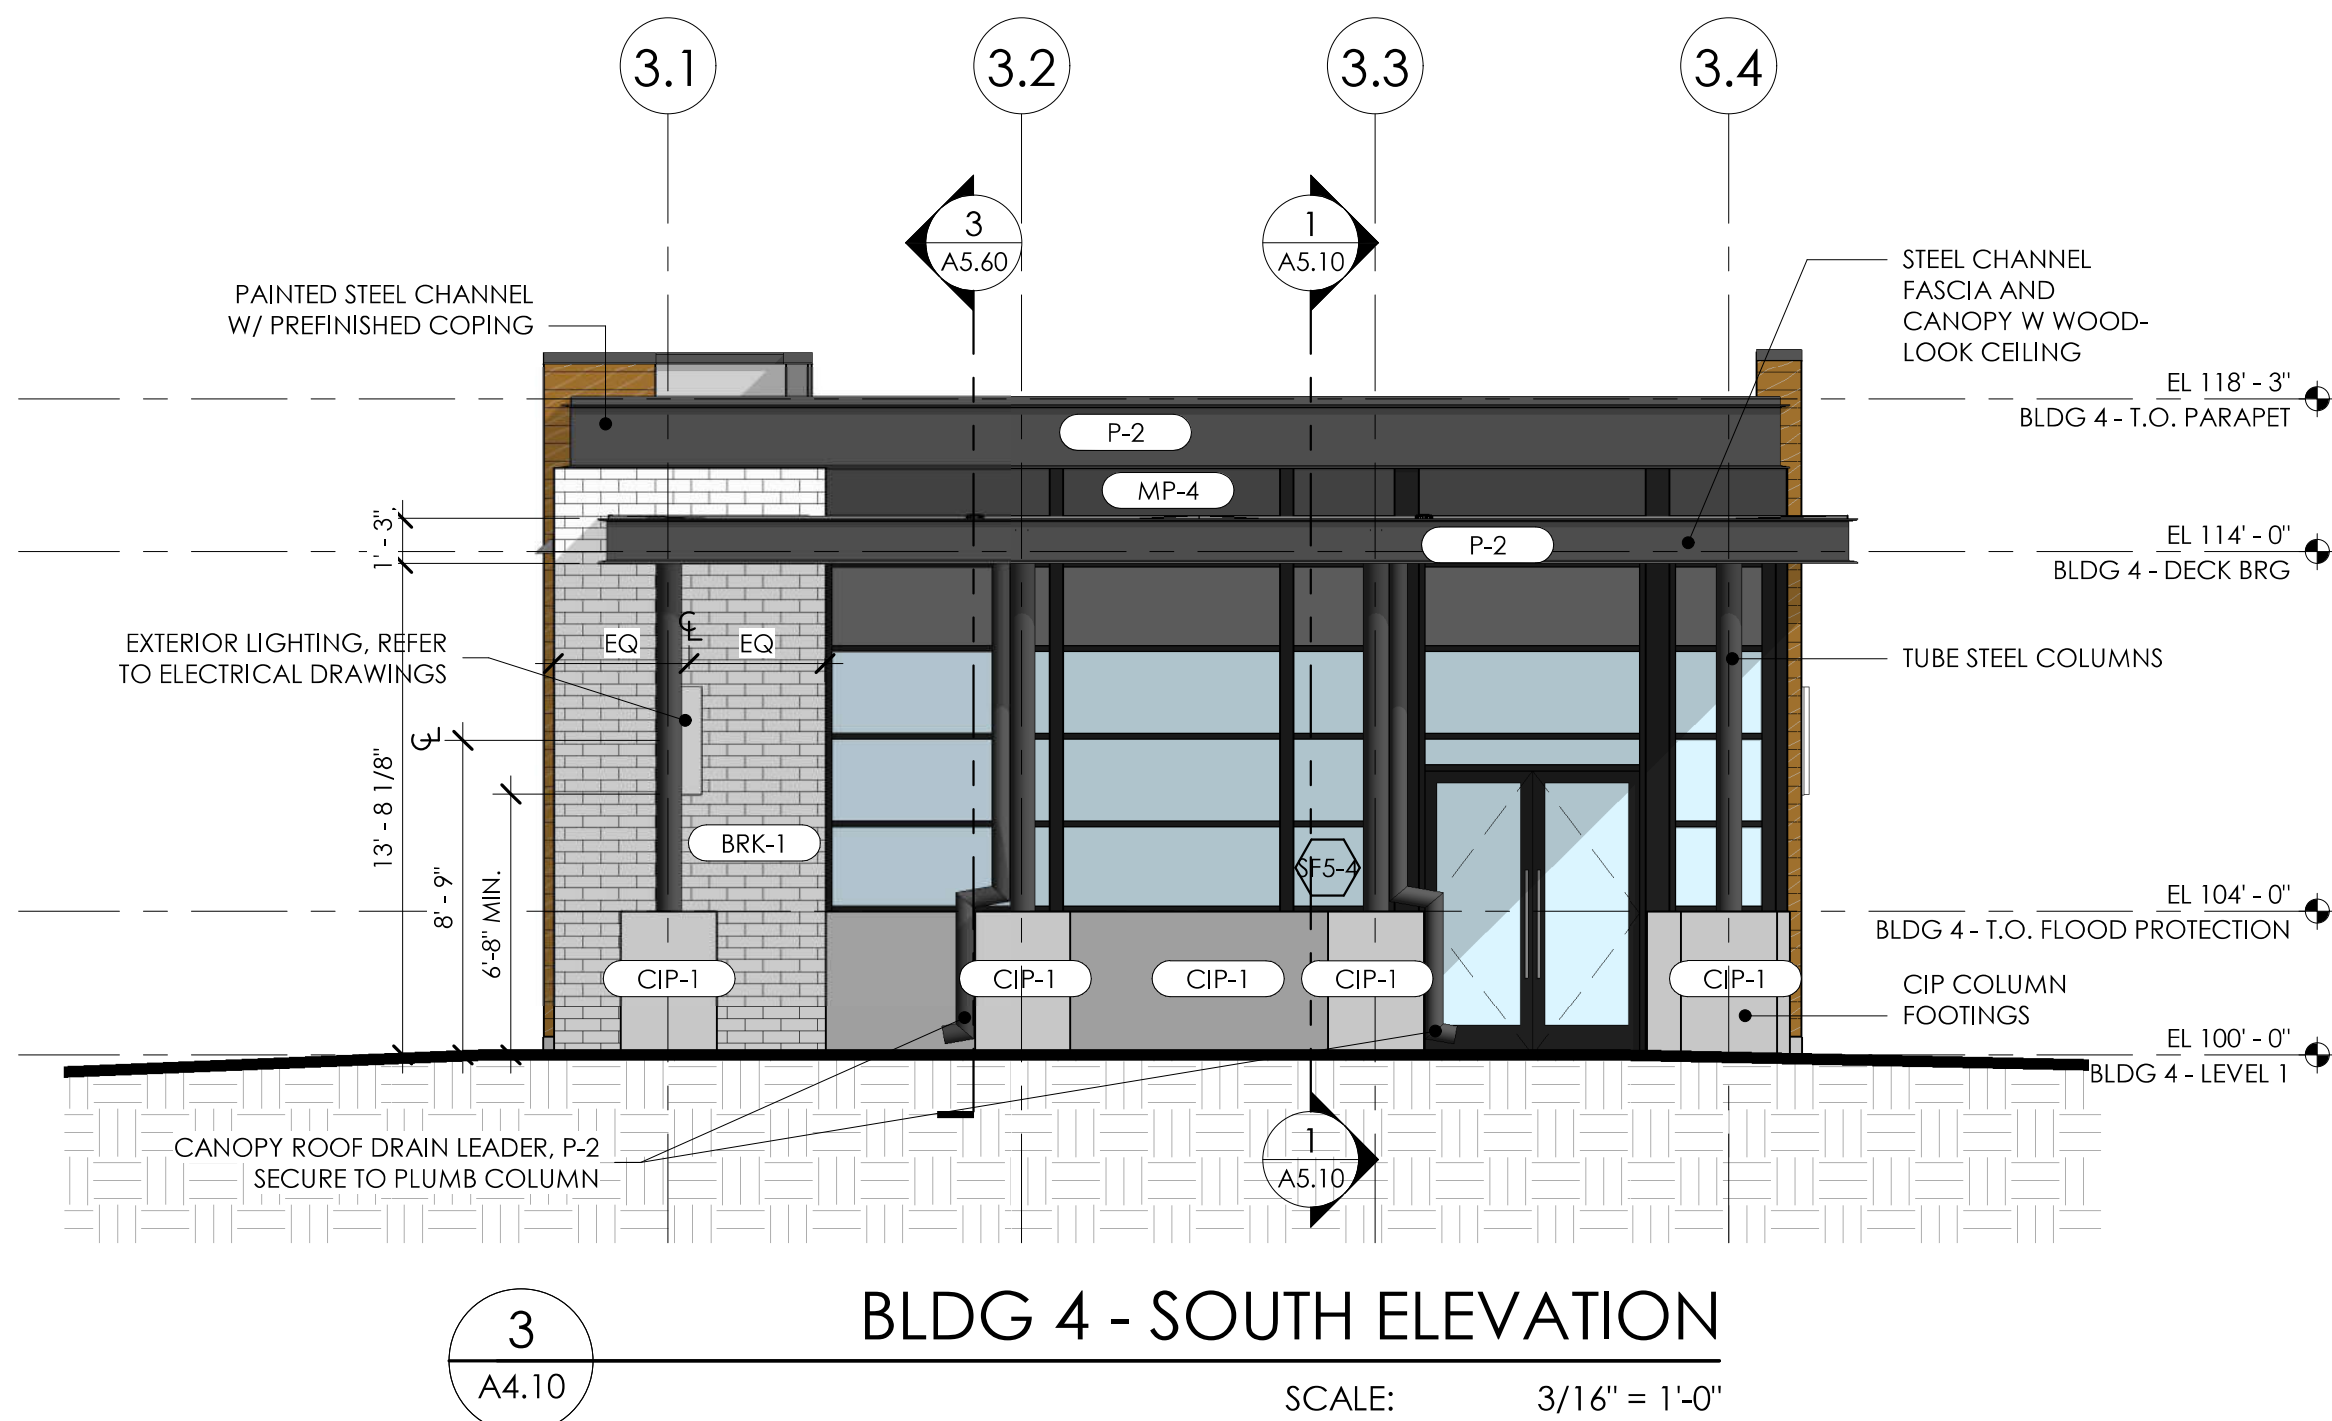 3.1
3.2
3.3
3.4
3
A5.60
1
A5.10
PAINTED STEEL CHANNEL
W/ PREFINISHED COPING
STEEL CHANNEL
FASCIA AND
CANOPY W WOOD-
LOOK CEILING
EL 118' - 3"
BLDG 4 - T.O. PARAPET
P-2
MP-4
1' - 3"
P-2
EL 114' - 0"
BLDG 4 - DECK BRG
EXTERIOR LIGHTING, REFER
TO ELECTRICAL DRAWINGS
EQ
CL
EQ
TUBE STEEL COLUMNS
CL
13' - 8 1/8"
8' - 9"
6'-8" MIN.
BRK-1
SF5-4
EL 104' - 0"
BLDG 4 - T.O. FLOOD PROTECTION
CIP-1
CIP-1
CIP-1
CIP-1
CIP-1
CIP COLUMN
FOOTINGS
EL 100' - 0"
BLDG 4 - LEVEL 1
CANOPY ROOF DRAIN LEADER, P-2
SECURE TO PLUMB COLUMN
1
A5.10
3
A4.10
BLDG 4 - SOUTH ELEVATION
SCALE: 3/16" = 1'-0"